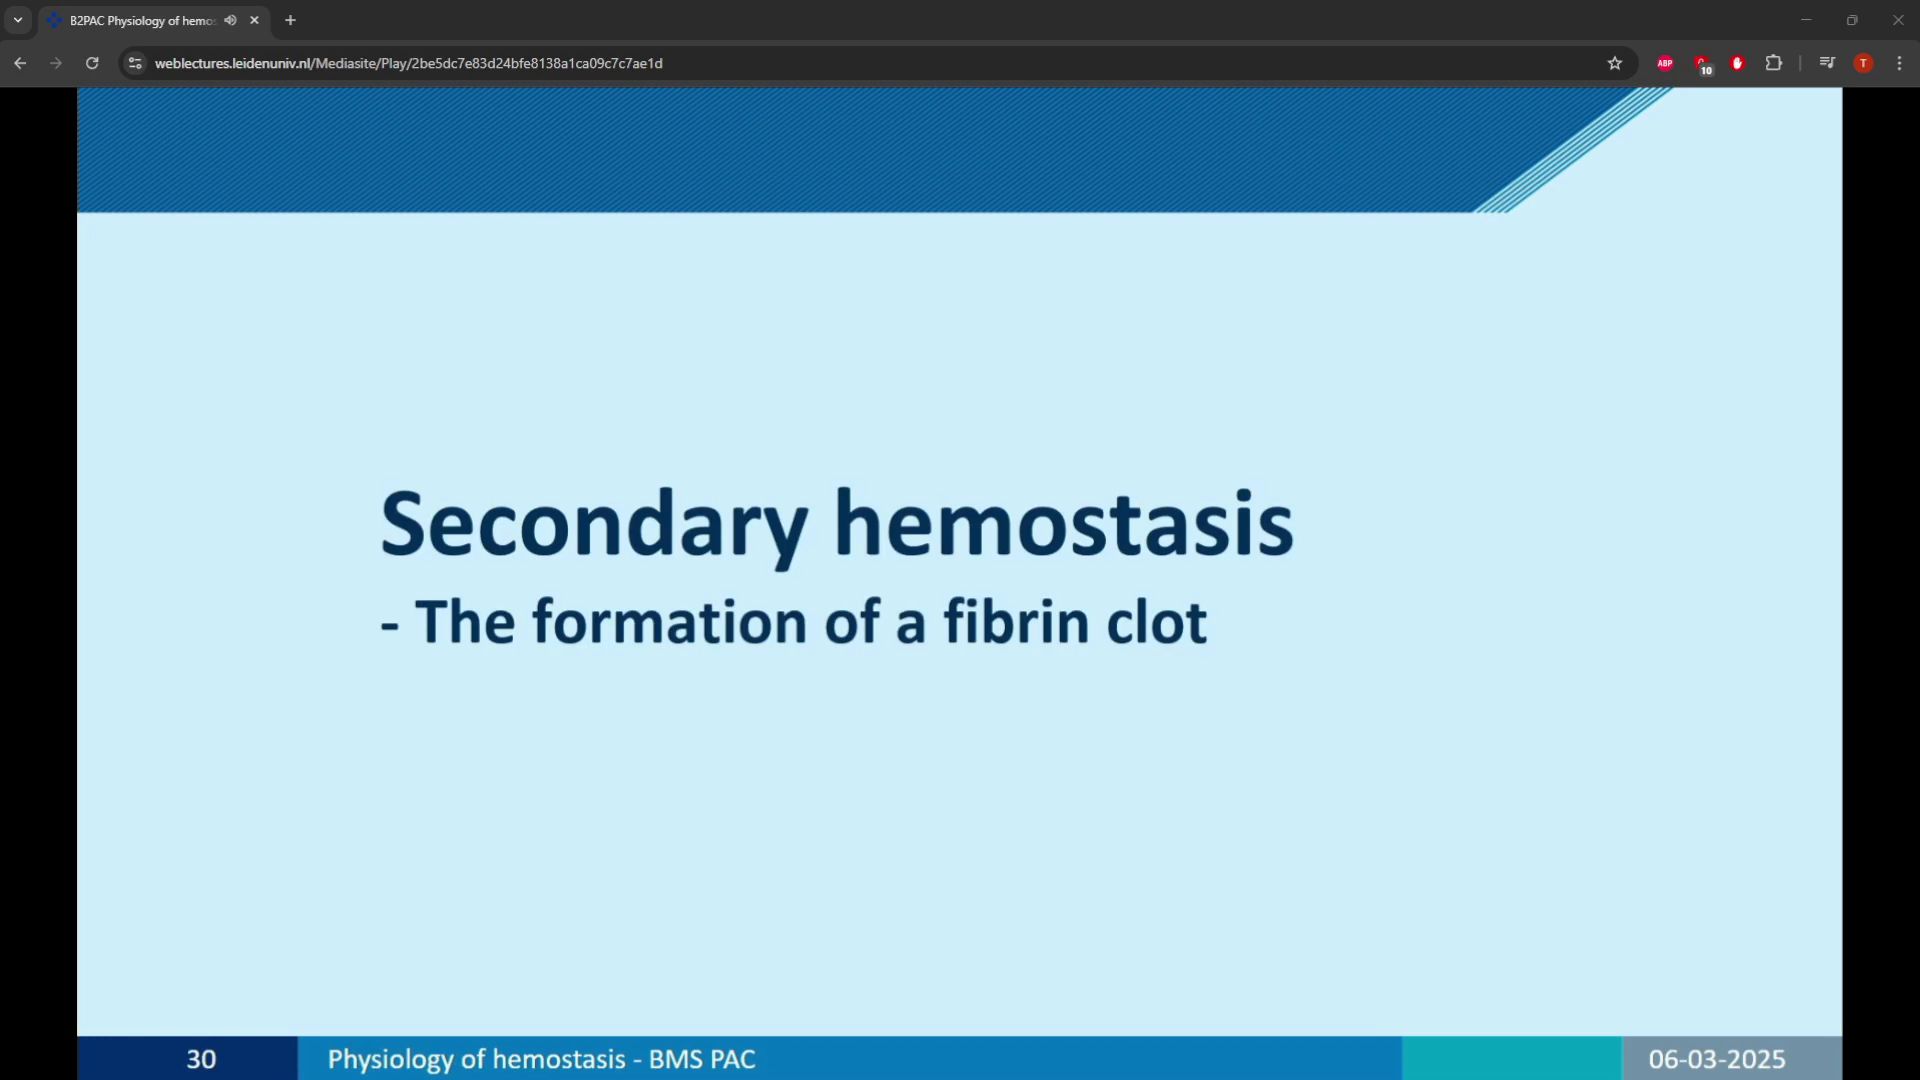 B2PAC Physiology of hemos
weblectures.leidenuniv.nl/Mediasite/Play/2be5dc7e83d24bfe8138a1ca09c7c7ae1d
ABP
10
T
Secondary hemostasis
- The formation of a fibrin clot
30
Physiology of hemostasis - BMS PAC
06-03-2025